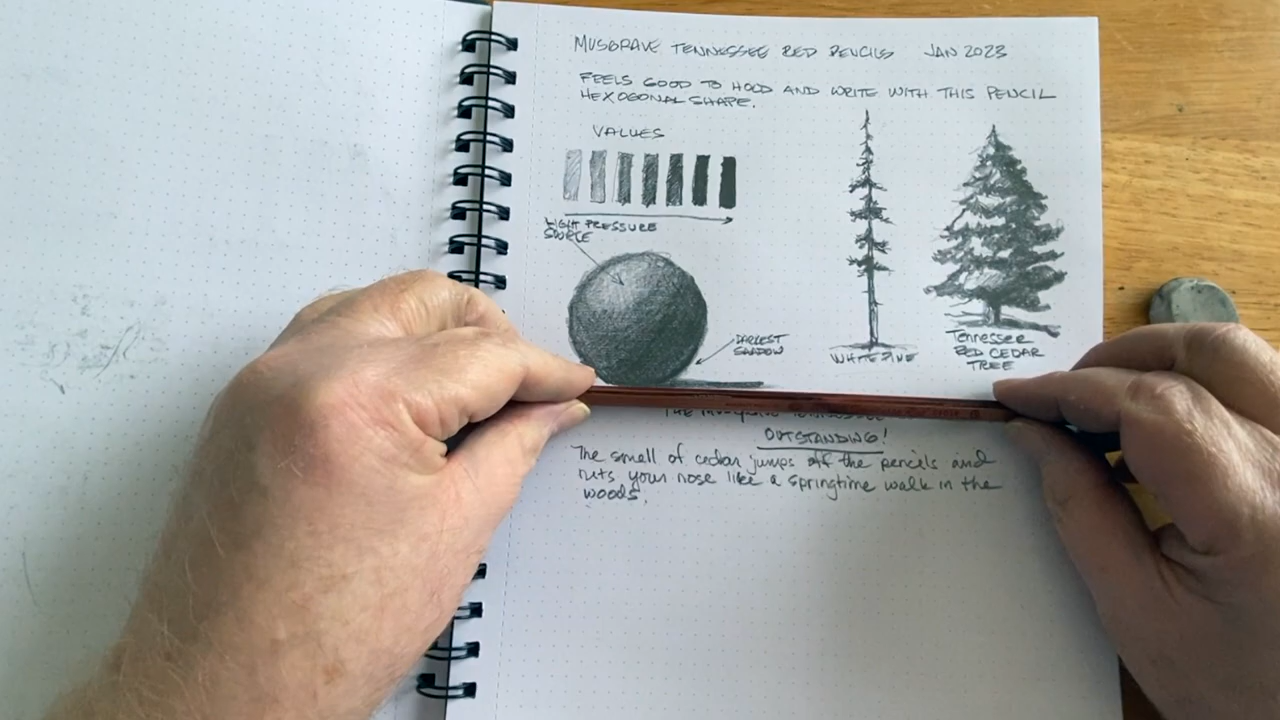 MUSGRAVE TENNESSEE RED PENCILS JAN 2023
FEELS GOOD TO HOLD AND WRITE WITH THIS PENCIL
HEXOGONAL SHAPE.
VALUES
LIGHT PRESSURE
SOURCE
DARKEST
SHADOW
WHITE PINE
Tennessee
RED CEDAR
TREE
OUTSTANDING!
The smell of cedar jumps off the pencils and
hits your nose like a springtime walk in the
woods.